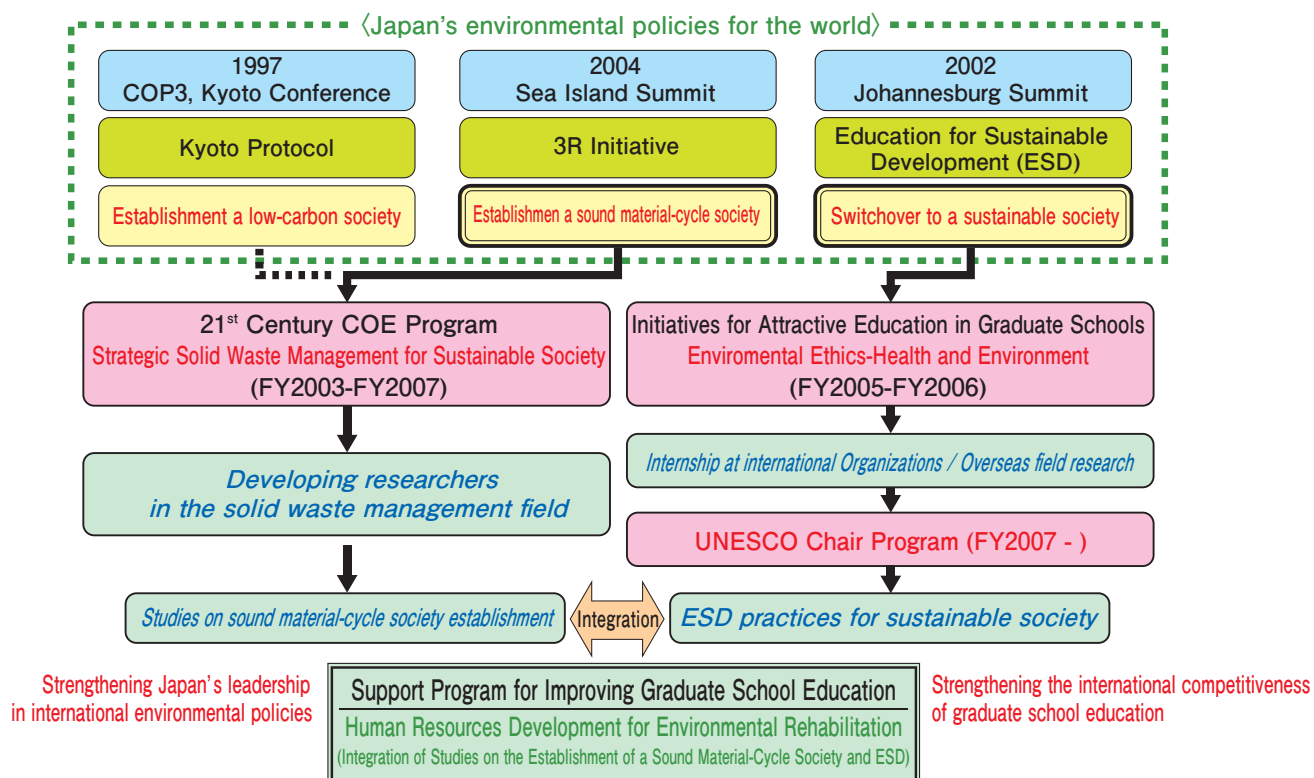 〈Japan's environmental policies for the world〉
1997
COP3, Kyoto Conference
Kyoto Protocol
Establishment a low-carbon society
2004
Sea Island Summit
3R Initiative
Establishmen a sound material-cycle society
2002
Johannesburg Summit
Education for Sustainable
Development (ESD)
Switchover to a sustainable society
21st Century COE Program
Strategic Solid Waste Management for Sustainable Society
(FY2003-FY2007)
Initiatives for Attractive Education in Graduate Schools
Enviromental Ethics-Health and Environment
(FY2005-FY2006)
Developing researchers
in the solid waste management field
Internship at international Organizations / Overseas field research
UNESCO Chair Program (FY2007 - )
Studies on sound material-cycle society establishment
Integration
ESD practices for sustainable society
Strengthening Japan's leadership
in international environmental policies
Support Program for Improving Graduate School Education
Human Resources Development for Environmental Rehabilitation
(Integration of Studies on the Establishment of a Sound Material-Cycle Society and ESD)
Strengthening the international competitiveness
of graduate school education